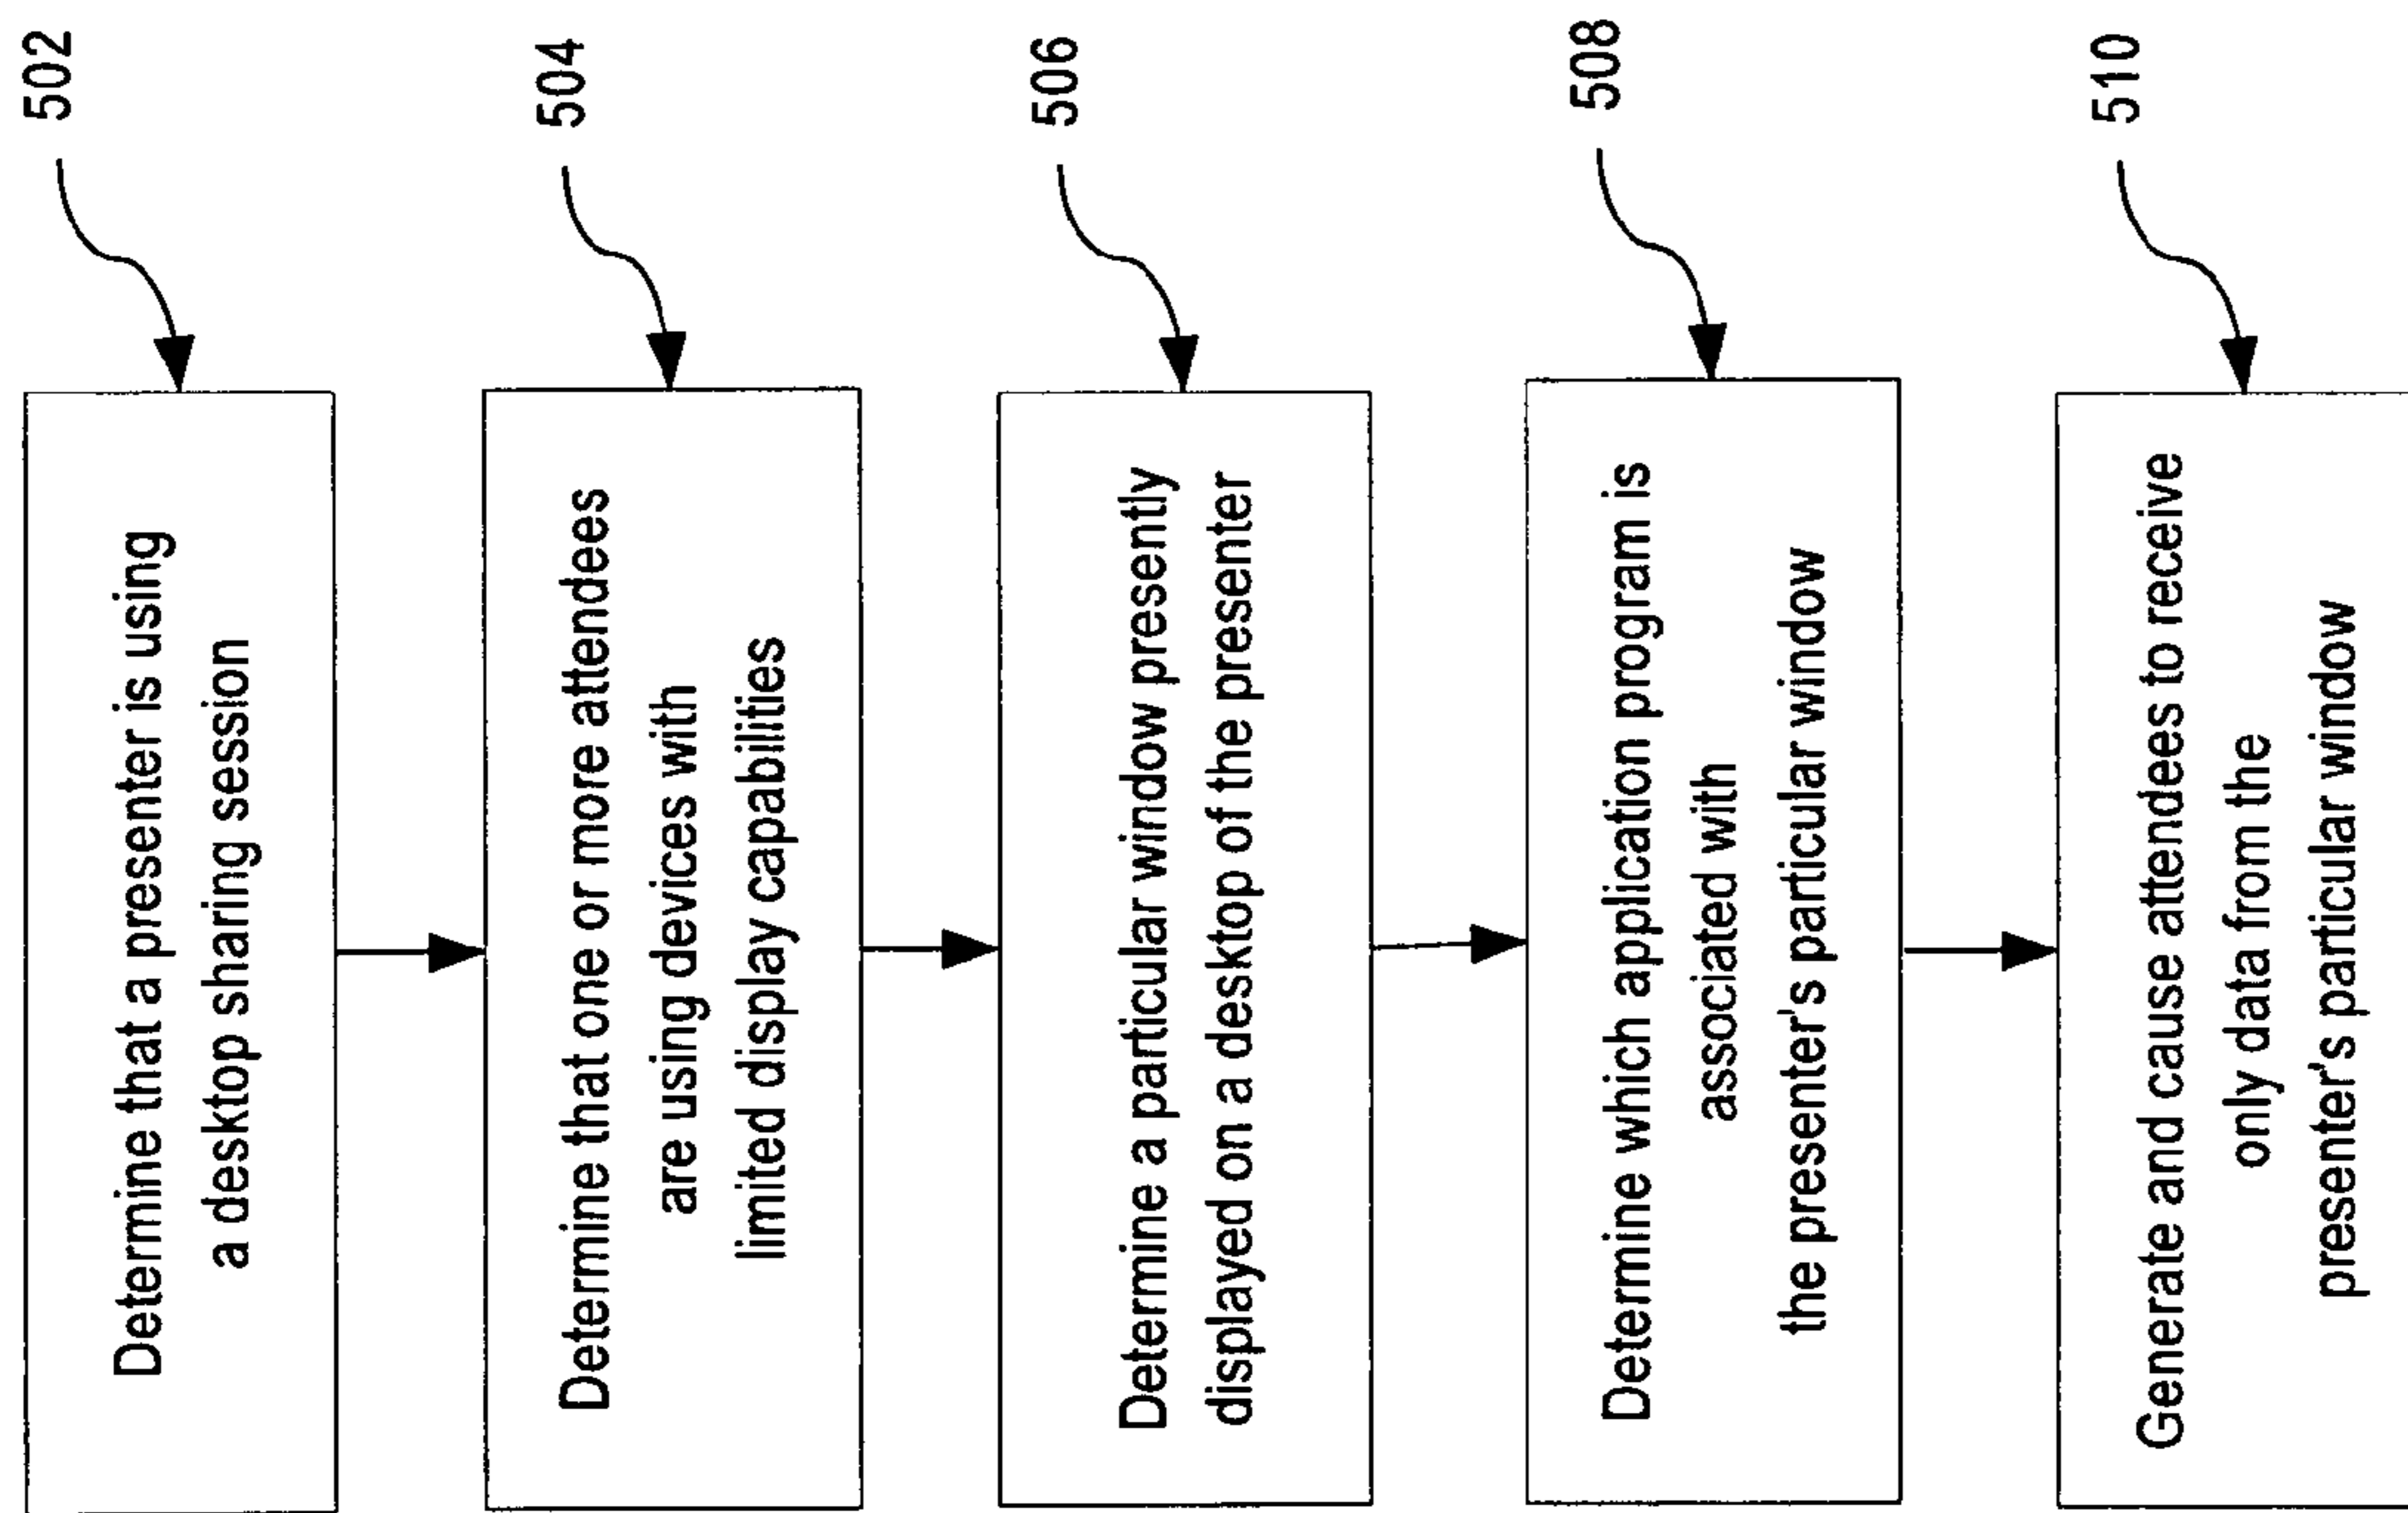 502
Determine that a presenter is using
a desktop sharing session
504
Determine that one or more attendees
are using devices with
limited display capabilities
506
Determine a particular window presently
displayed on a desktop of the presenter
508
Determine which application program is
associated with
the presenter's particular window
510
Generate and cause attendees to receive
only data from the
presenter's particular window